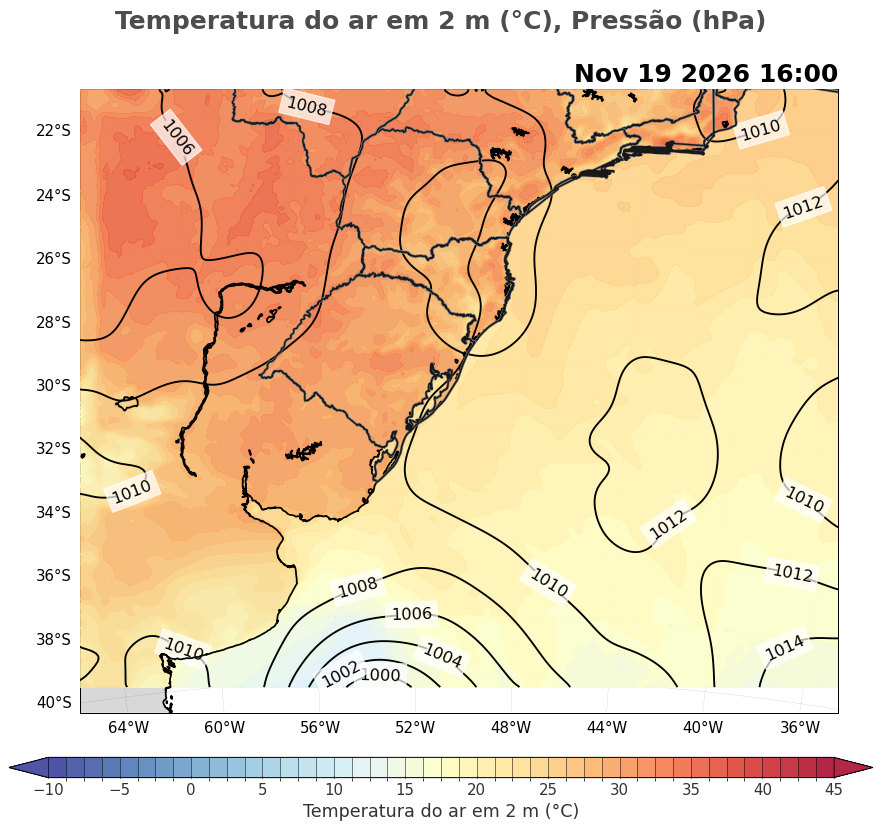 Temperatura do ar em 2 m (°C), Pressão (hPa)
Nov 19 2026 16:00
1008
1006
1010
1012
22°S
24°S
26°S
28°S
30°S
32°S
34°S
36°S
38°S
40°S
1010
1012
1010
1010
1008
1012
1006
1010
1004
1014
1002
1000
64°W 60°W 56°W 52°W 48°W 44°W 40°W 36°W
−10 −5 0 5 10 15 20 25 30 35 40 45
Temperatura do ar em 2 m (°C)